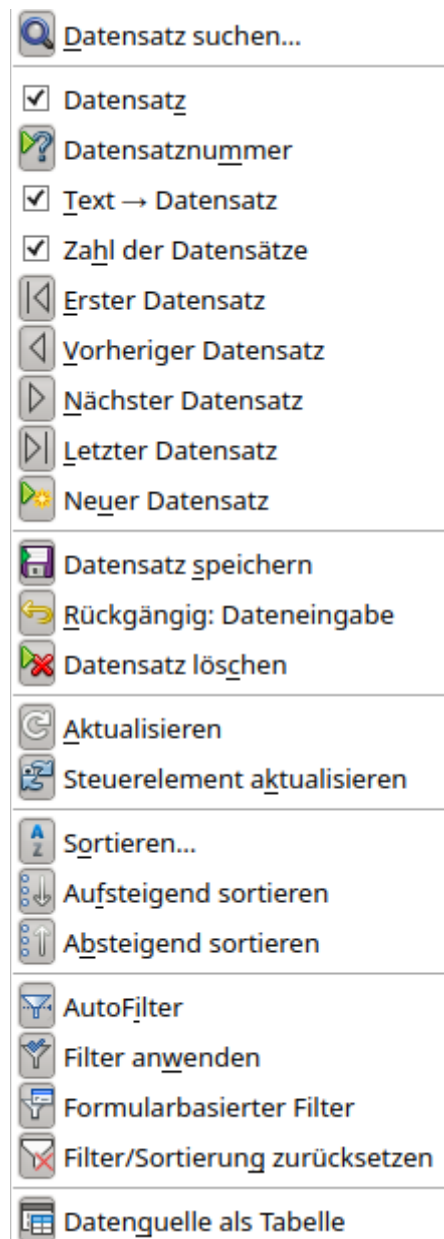 Datensatz suchen...
Datensatz
Datensatznummer
Text → Datensatz
Zahl der Datensätze
Erster Datensatz
Vorheriger Datensatz
Nächster Datensatz
Letzter Datensatz
Neuer Datensatz
Datensatz speichern
Rückgängig: Dateneingabe
Datensatz löschen
Aktualisieren
Steuerelement aktualisieren
Sortieren...
Aufsteigend sortieren
Absteigend sortieren
AutoFilter
Filter anwenden
Formularbasierter Filter
Filter/Sortierung zurücksetzen
Datenquelle als Tabelle